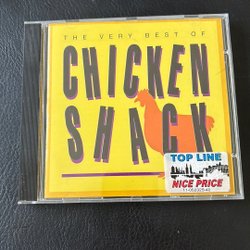 THE VERY BEST OF
CHICKEN
SHACK
TOP LINE
NICE PRICE